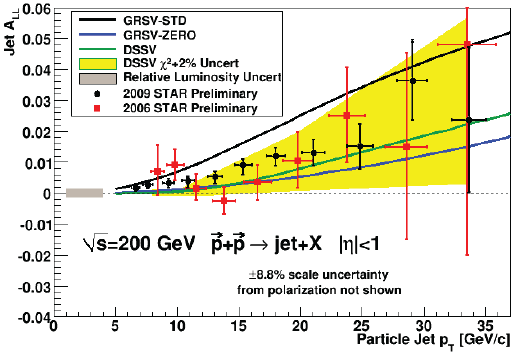 Jet A_LL
0.06
0.05
0.04
0.03
0.02
0.01
0
-0.01
-0.02
-0.03
-0.04
GRSV-STD
GRSV-ZERO
DSSV
DSSV χ²+2% Uncert
Relative Luminosity Uncert
2009 STAR Preliminary
2006 STAR Preliminary
√s=200 GeV p⃗+p⃗→ jet+X |η|<1
±8.8% scale uncertainty
from polarization not shown
0 5 10 15 20 25 30 35
Particle Jet p_T [GeV/c]